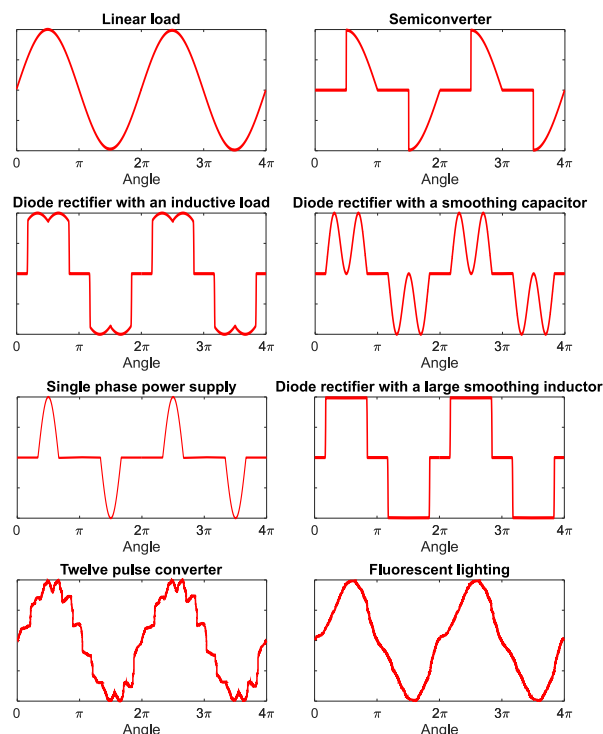 Linear load
0 π 2π 3π 4π
Angle
Semiconverter
0 π 2π 3π 4π
Angle
Diode rectifier with an inductive load
0 π 2π 3π 4π
Angle
Diode rectifier with a smoothing capacitor
0 π 2π 3π 4π
Angle
Single phase power supply
0 π 2π 3π 4π
Angle
Diode rectifier with a large smoothing inductor
0 π 2π 3π 4π
Angle
Twelve pulse converter
0 π 2π 3π 4π
Angle
Fluorescent lighting
0 π 2π 3π 4π
Angle